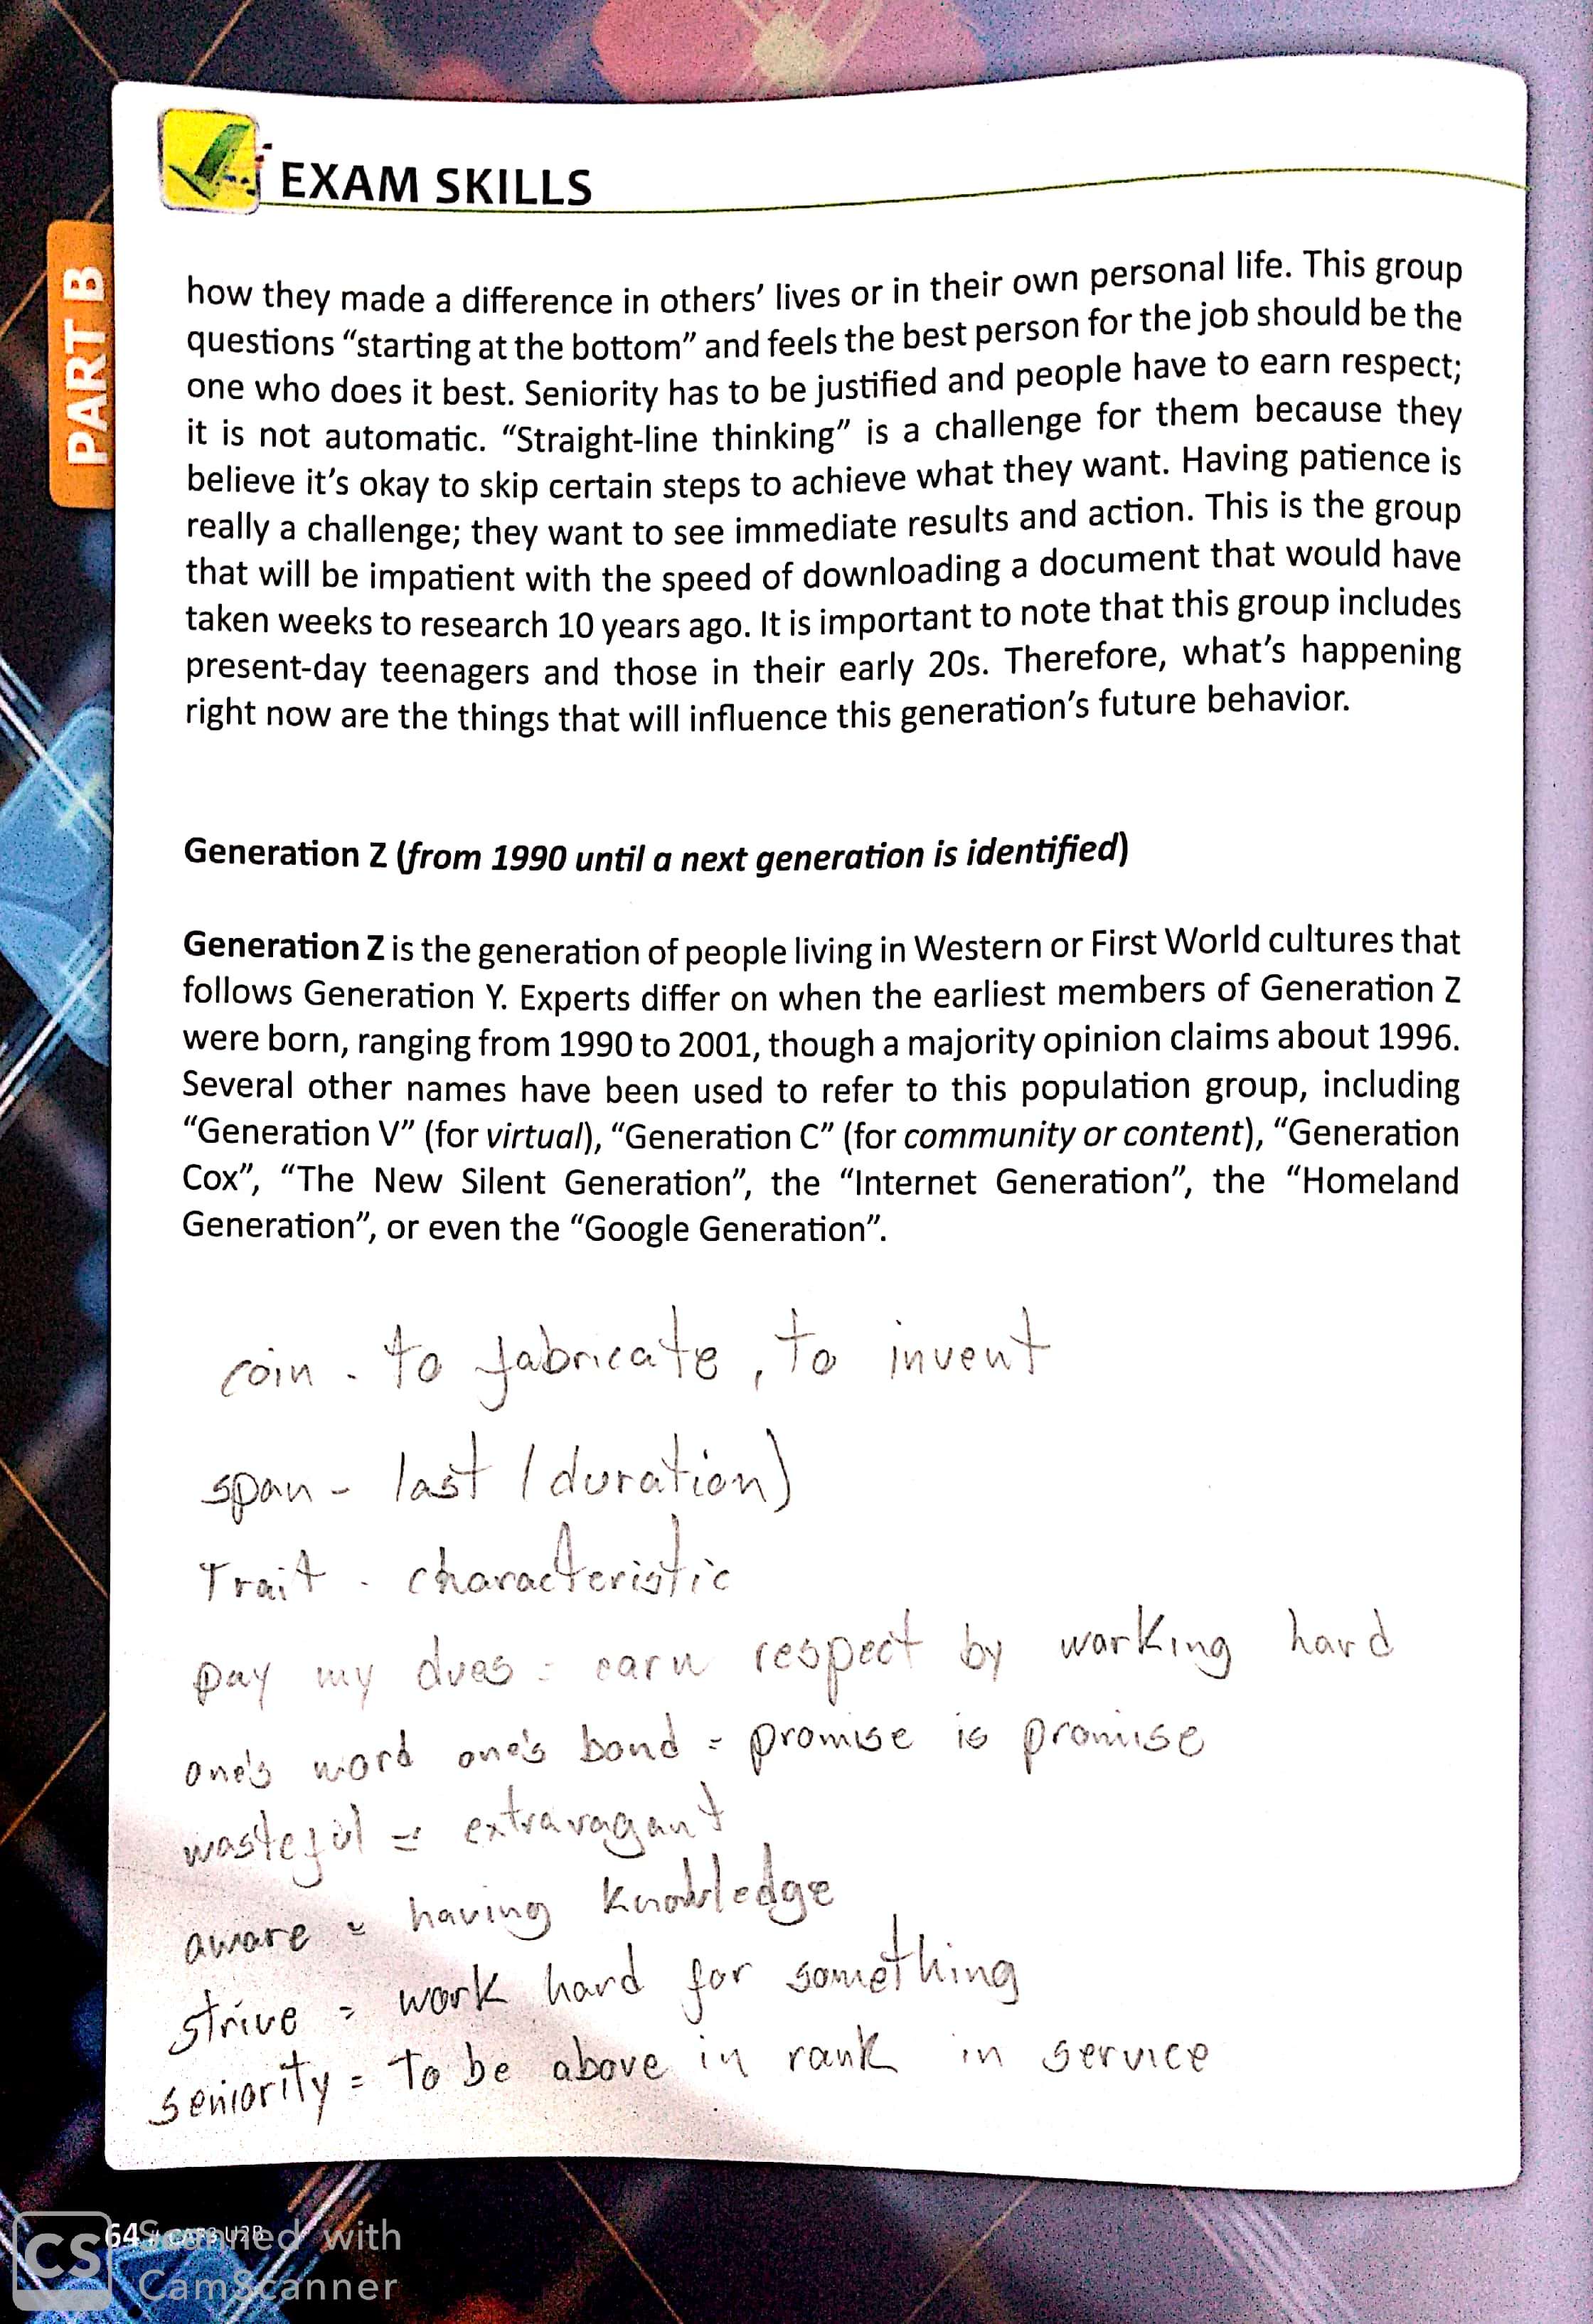 EXAM SKILLS
PART B
how they made a difference in others' lives or in their own personal life. This group
questions “starting at the bottom” and feels the best person for the job should be the
one who does it best. Seniority has to be justified and people have to earn respect;
it is not automatic. “Straight-line thinking” is a challenge for them because they
believe it's okay to skip certain steps to achieve what they want. Having patience is
really a challenge; they want to see immediate results and action. This is the group
that will be impatient with the speed of downloading a document that would have
taken weeks to research 10 years ago. It is important to note that this group includes
present-day teenagers and those in their early 20s. Therefore, what's happening
right now are the things that will influence this generation's future behavior.
Generation Z (from 1990 until a next generation is identified)
Generation Z is the generation of people living in Western or First World cultures that
follows Generation Y. Experts differ on when the earliest members of Generation Z
were born, ranging from 1990 to 2001, though a majority opinion claims about 1996.
Several other names have been used to refer to this population group, including
“Generation V” (for virtual), “Generation C” (for community or content), “Generation
Cox”, “The New Silent Generation”, the “Internet Generation”, the “Homeland
Generation”, or even the “Google Generation”.
coin - to fabricate, to invent
span - last (duration)
Trait - characteristic
pay my dues = earn respect by working hard
one's word one's bond = promise is promise
wasteful = extravagant
aware = having knowledge
strive = work hard for something
seniority = to be above in rank in service
64
CS Scanned with
CamScanner